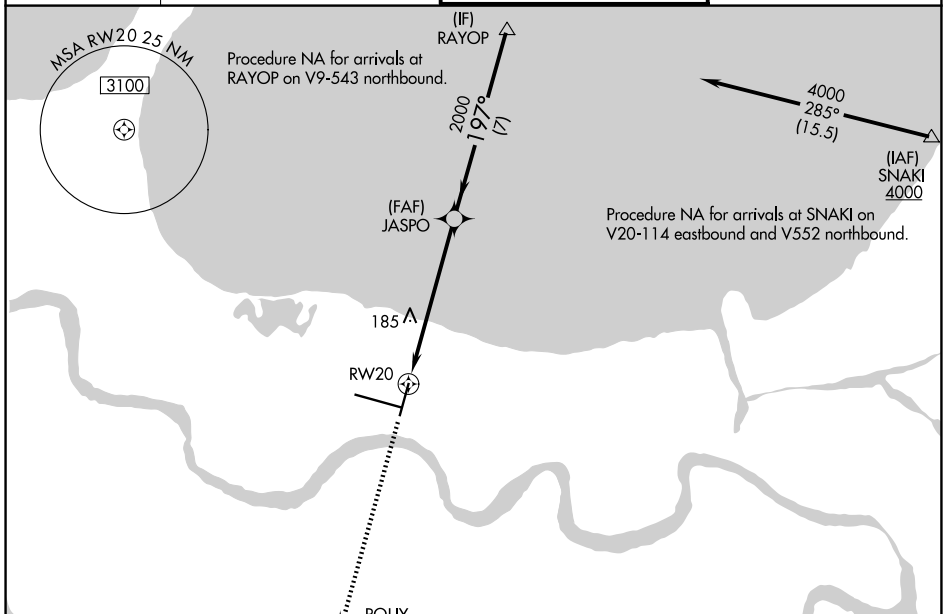 MSA RW20 25 NM
3100
Procedure NA for arrivals at
RAYOP on V9-543 northbound.
(IF)
RAYOP
2000
197°
(7)
4000
285°
(15.5)
(IAF)
SNAKI
4000
(FAF)
JASPO
Procedure NA for arrivals at SNAKI on
V20-114 eastbound and V552 northbound.
185
RW20